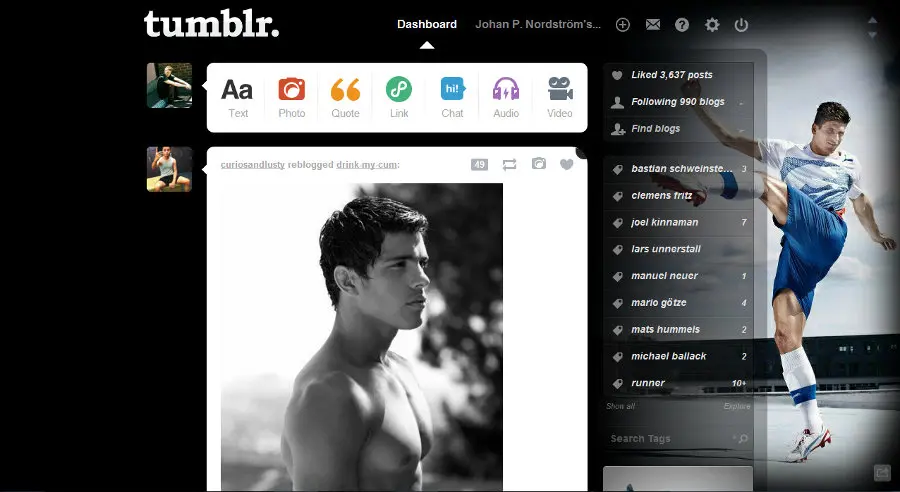 tumblr.
Dashboard
Johan P. Nordström's...
Aa
hi!
Text
Photo
Quote
Link
Chat
Audio
Video
curiosandlusty reblogged drink-my-cum:
49
Liked 3,637 posts
Following 990 blogs
Find blogs
bastian schweinste... 3
clemens fritz
joel kinnaman 7
lars unnerstall
manuel neuer 1
mario götze 4
mats hummels 2
michael ballack 2
runner 10+
Show all
Explore
Search Tags